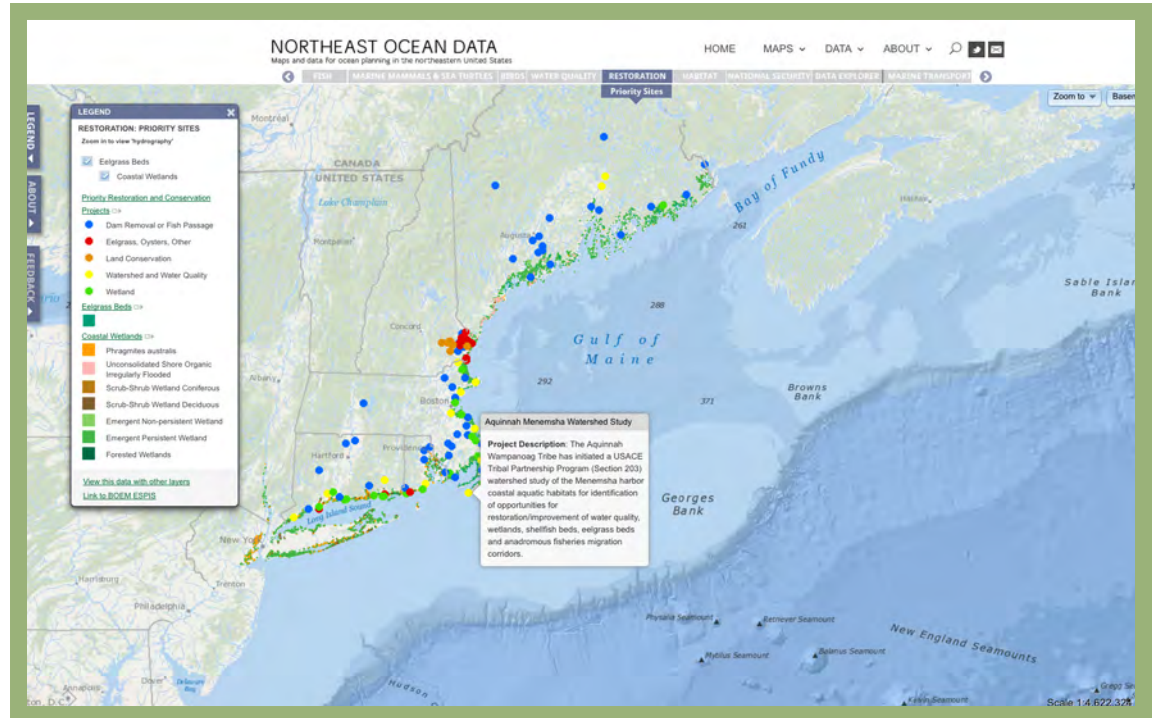 NORTHEAST OCEAN DATA
Maps and data for ocean planning in the northeastern United States
HOME
MAPS
DATA
ABOUT
FISH
MARINE MAMMALS & SEA TURTLES
BIRDS
WATER QUALITY
RESTORATION
HABITAT
NATIONAL SECURITY
DATA EXPLORER
MARINE TRANSPORT
Priority Sites
Zoom to
LEGEND
ABOUT
FEEDBACK
LEGEND
RESTORATION: PRIORITY SITES
Zoom in to view 'hydrography'
Eelgrass Beds
Coastal Wetlands
Priority Restoration and Conservation
Projects
Dam Removal or Fish Passage
Eelgrass, Oysters, Other
Land Conservation
Watershed and Water Quality
Wetland
Eelgrass Beds
Coastal Wetlands
Phragmites australis
Unconsolidated Shore Organic
Irregularly Flooded
Scrub-Shrub Wetland Coniferous
Scrub-Shrub Wetland Deciduous
Emergent Non-persistent Wetland
Emergent Persistent Wetland
Forested Wetlands
View this data with other layers
Link to BOEM ESPIS
Montréal
CANADA
UNITED STATES
Lake Champlain
Montpelier
Augusta
Bay of Fundy
Halifax
261
Sable Island
Bank
288
Concord
Gulf of
Maine
292
Albany
Boston
371
Browns
Bank
Aquinnah Menemsha Watershed Study
Project Description: The Aquinnah
Wampanoag Tribe has initiated a USACE
Tribal Partnership Program (Section 203)
watershed study of the Menemsha harbor
coastal aquatic habitats for identification
of opportunities for
restoration/improvement of water quality,
wetlands, shellfish beds, eelgrass beds
and anadromous fisheries migration
corridors.
Providence
Hartford
Georges
Bank
Long Island Sound
New York
Harrisburg
Trenton
Philadelphia
Physalia Seamount
Retriever Seamount
Mytilus Seamount
Balanus Seamount
New England Seamounts
Annapolis
Dover
Delaware
Bay
Hudson
Kelvin Seamount
Scale 1:4,622,324